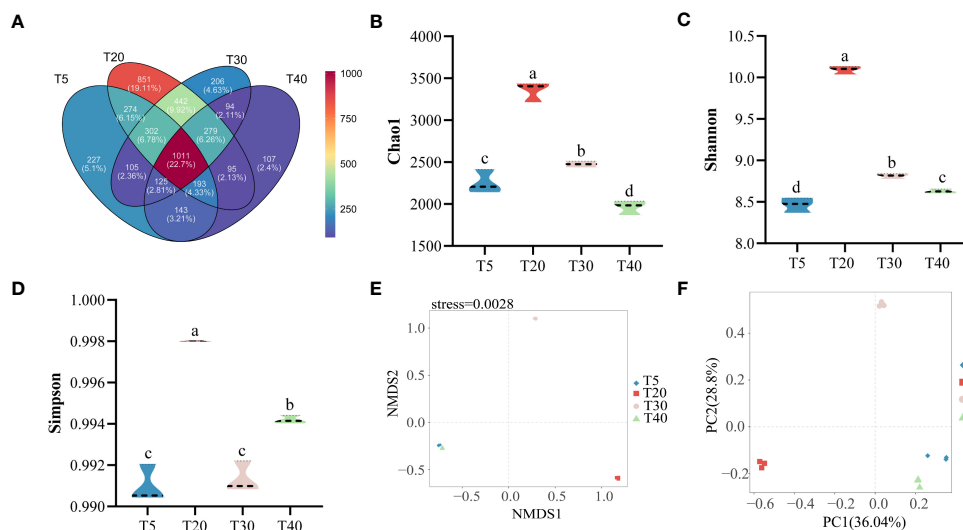 A
T5
T20
T30
T40
851
(19.11%)
206
(4.63%)
442
(9.92%)
274
(6.15%)
94
(2.11%)
302
(6.78%)
279
(6.26%)
227
(5.1%)
1011
(22.7%)
107
(2.4%)
105
(2.36%)
95
(2.13%)
125
(2.81%)
193
(4.33%)
143
(3.21%)
1000
750
500
250
B
Chao1
4000
3500
3000
2500
2000
1500
c
a
b
d
T5 T20 T30 T40
C
Shannon
10.5
10.0
9.5
9.0
8.5
8.0
d
a
b
c
T5 T20 T30 T40
D
Simpson
1.000
0.998
0.996
0.994
0.992
0.990
c
a
c
b
T5 T20 T30 T40
E
stress=0.0028
NMDS2
1.0
0.5
0.0
−0.5
−0.5 0.0 0.5 1.0
NMDS1
T5
T20
T30
T40
F
PC2(28.8%)
0.4
0.2
0.0
−0.2
−0.6 −0.4 −0.2 0.0 0.2
PC1(36.04%)